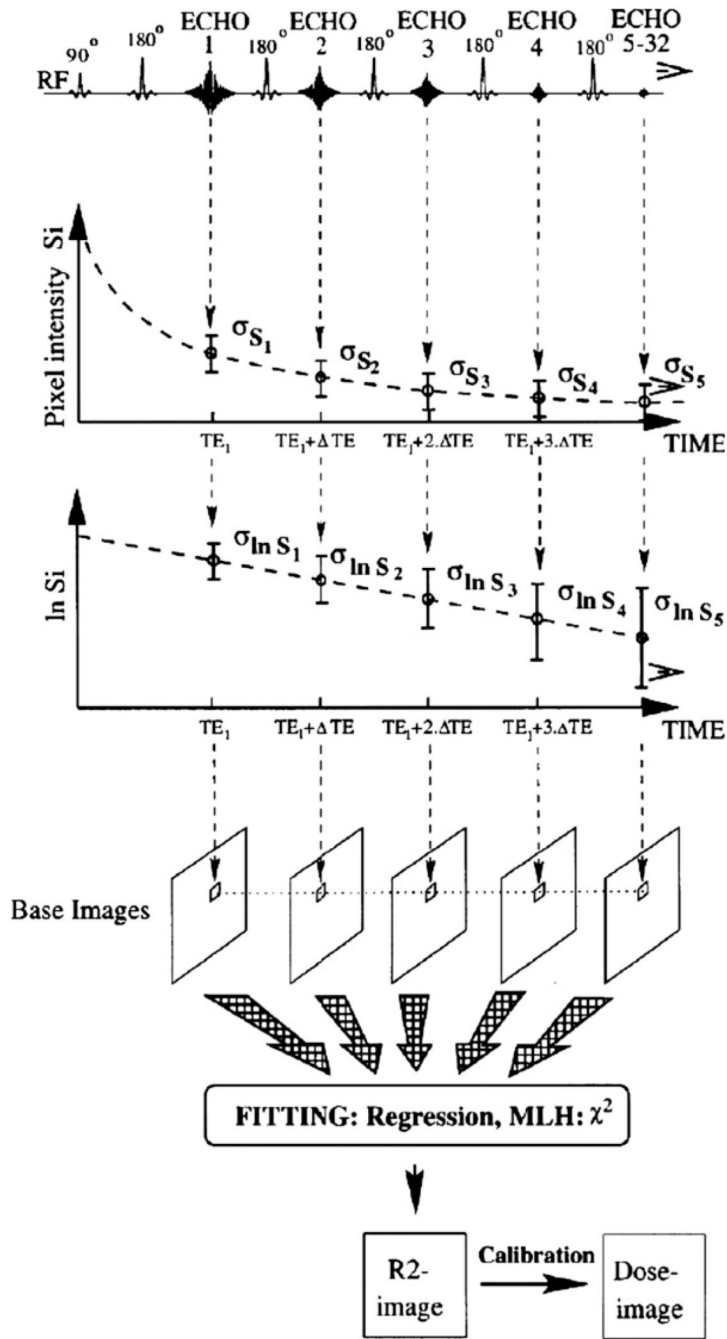 ECHO ECHO ECHO ECHO ECHO
90° 180° 1 180° 2 180° 3 180° 4 180° 5-32
RF
Si
Pixel intensity
σS₁ σS₂ σS₃ σS₄ σS₅
TE₁ TE₁+ΔTE TE₁+2.ΔTE TE₁+3.ΔTE TIME
ln Si
σln S₁ σln S₂ σln S₃ σln S₄ σln S₅
TE₁ TE₁+ΔTE TE₁+2.ΔTE TE₁+3.ΔTE TIME
Base Images
FITTING: Regression, MLH: χ²
R2-
image
Calibration
Dose-
image